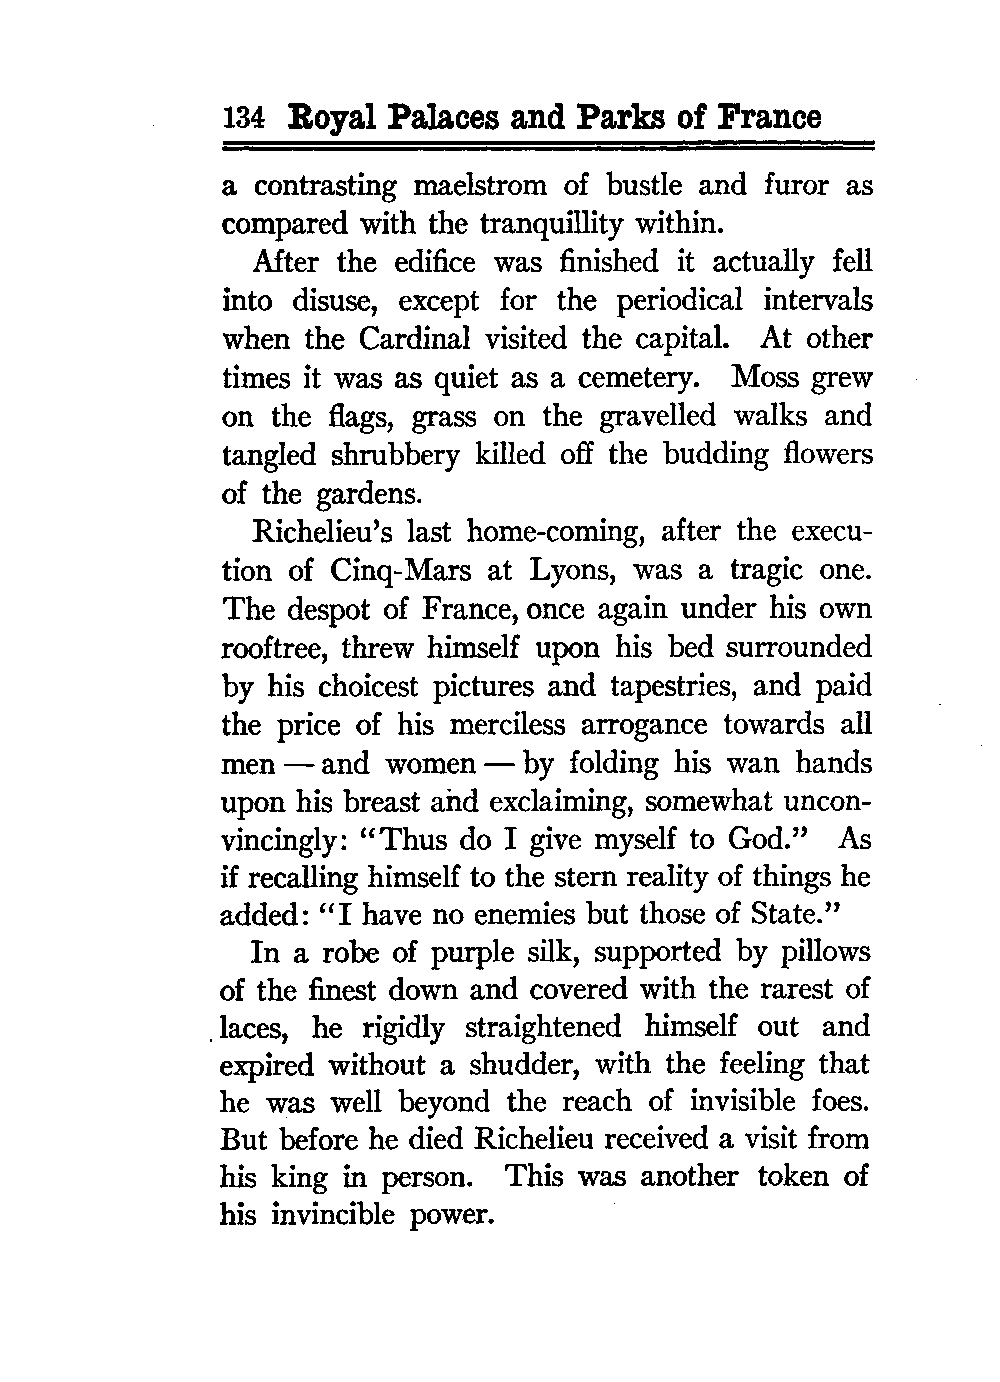 134 Royal Palaces and Parks of France
a contrasting maelstrom of bustle and furor as
compared with the tranquillity within.
After the edifice was finished it actually fell
into disuse, except for the periodical intervals
when the Cardinal visited the capital. At other
times it was as quiet as a cemetery. Moss grew
on the flags, grass on the gravelled walks and
tangled shrubbery killed off the budding flowers
of the gardens.
Richelieu's last home-coming, after the execu-
tion of Cinq-Mars at Lyons, was a tragic one.
The despot of France, once again under his own
rooftree, threw himself upon his bed surrounded
by his choicest pictures and tapestries, and paid
the price of his merciless arrogance towards all
men — and women — by folding his wan hands
upon his breast and exclaiming, somewhat uncon-
vincingly: "Thus do I give myself to God." As
if recalling himself to the stern reality of things he
added: "I have no enemies but those of State."
In a robe of purple silk, supported by pillows
of the finest down and covered with the rarest of
laces, he rigidly straightened himself out and
expired without a shudder, with the feeling that
he was well beyond the reach of invisible foes.
But before he died Richelieu received a visit from
his king in person. This was another token of
his invincible power.